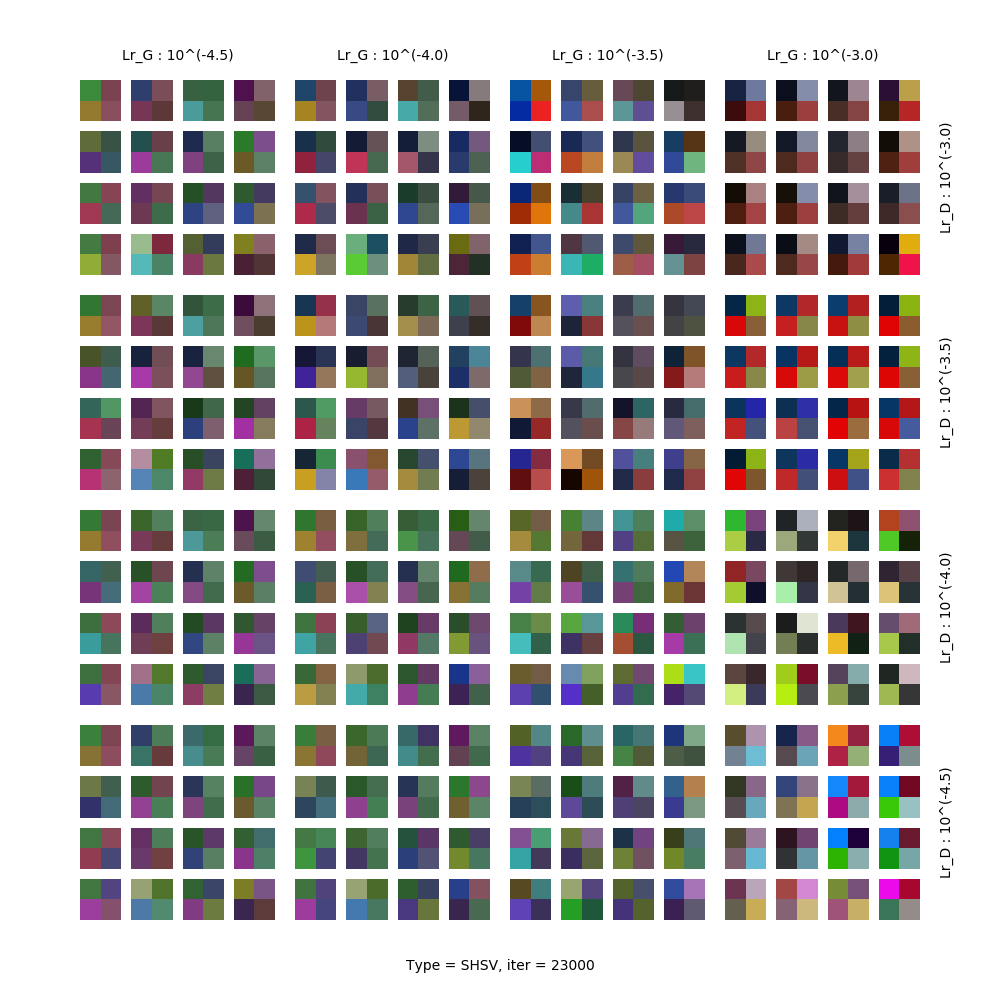 Lr_G : 10^(-4.5)
Lr_G : 10^(-4.0)
Lr_G : 10^(-3.5)
Lr_G : 10^(-3.0)
Lr_D : 10^(-3.0)
Lr_D : 10^(-3.5)
Lr_D : 10^(-4.0)
Lr_D : 10^(-4.5)
Type = SHSV, iter = 23000